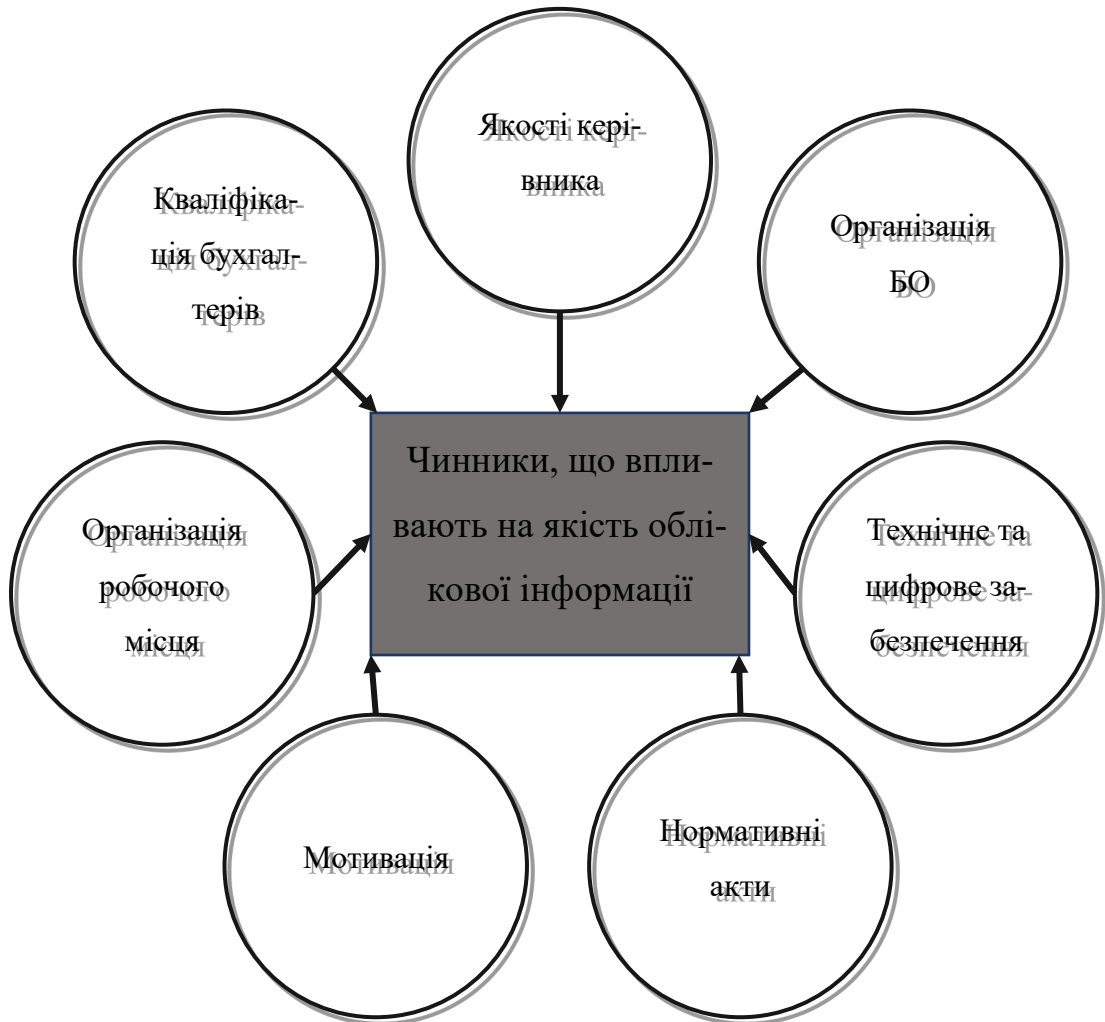 Якості кері-
вника
Кваліфіка-
ція бухгал-
терів
Організація
БО
Чинники, що впли-
вають на якість облі-
кової інформації
Організація
робочого
місця
Технічне та
цифрове за-
безпечення
Мотивація
Нормативні
акти